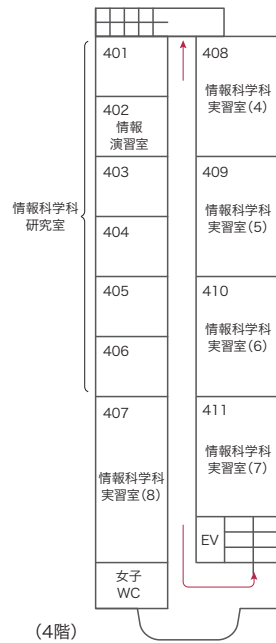 401
402
情報
演習室
403
404
405
406
情報科学科
研究室
407
情報科学科
実習室(8)
女子
WC
408
情報科学科
実習室(4)
409
情報科学科
実習室(5)
410
情報科学科
実習室(6)
411
情報科学科
実習室(7)
EV
(4階)